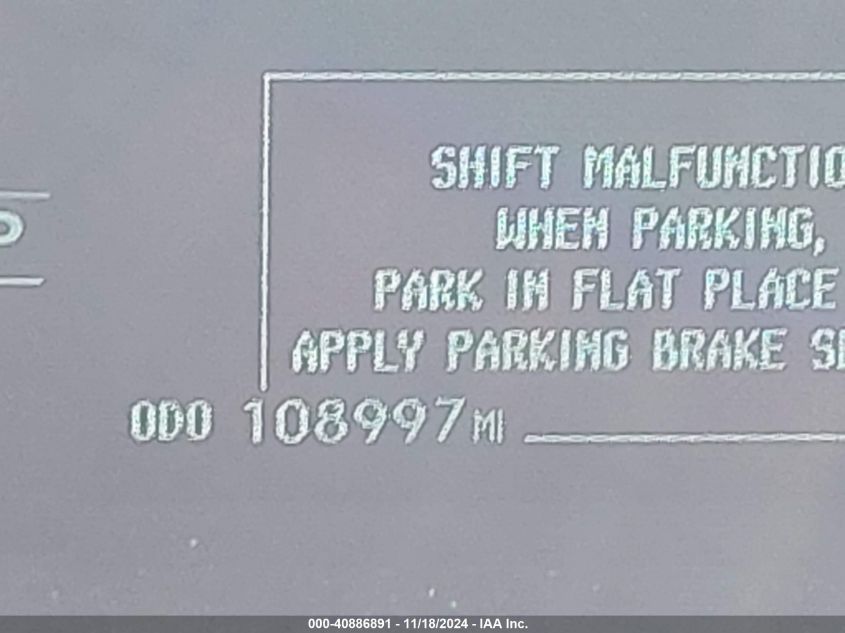 SHIFT MALFUNCTIO
WHEN PARKING,
P
PARK IN FLAT PLACE
APPLY PARKING BRAKE SE
ODO 108997 MI
000-40886891 - 11/18/2024 - IAA Inc.